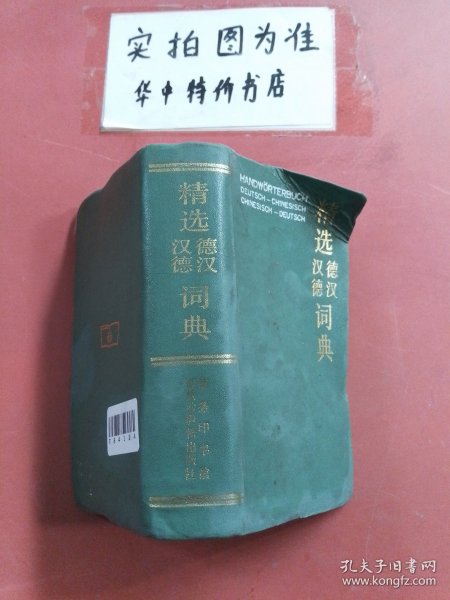 实拍图为准
华中特价书店
精选
德汉
汉德
词典
商务印书馆
HANDWÖRTERBUCH
DEUTSCH – CHINESISCH
CHINESISCH – DEUTSCH
精选
德汉
汉德
词典
孔夫子旧书网
www.kongfz.com